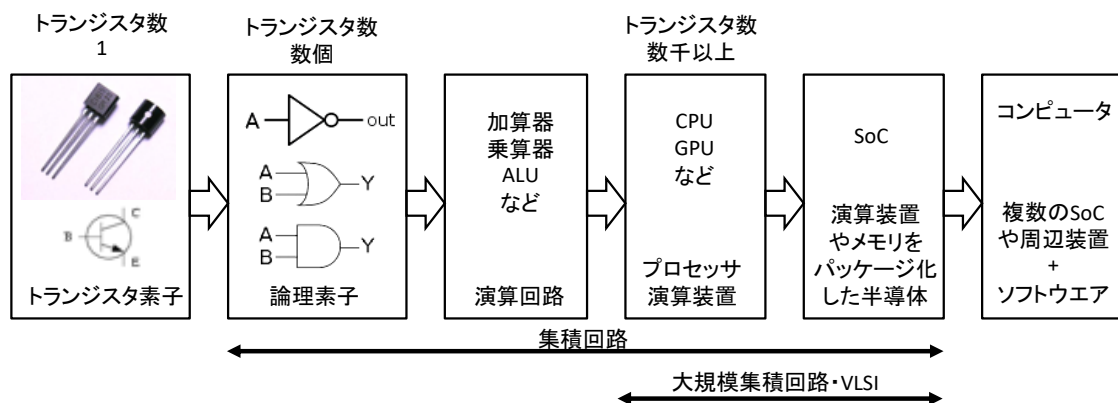 トランジスタ数
1
トランジスタ数
数個
トランジスタ数
数千以上
C
B
E
トランジスタ素子
A
out
A
B
Y
A
B
Y
論理素子
加算器
乗算器
ALU
など
演算回路
CPU
GPU
など
プロセッサ
演算装置
SoC
演算装置
やメモリを
パッケージ化
した半導体
コンピュータ
複数のSoC
や周辺装置
+
ソフトウエア
集積回路
大規模集積回路・VLSI